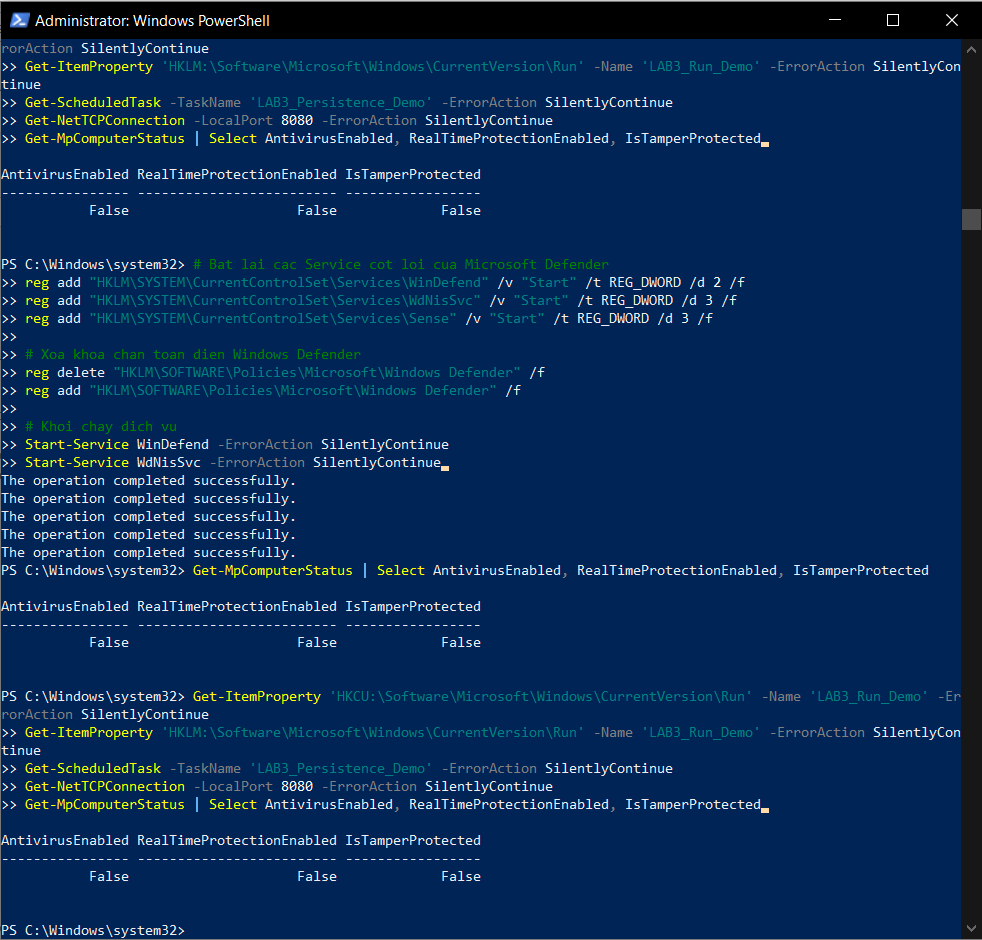 Administrator: Windows PowerShell
rorAction SilentlyContinue
>> Get-ItemProperty 'HKLM:\Software\Microsoft\Windows\CurrentVersion\Run' -Name 'LAB3_Run_Demo' -ErrorAction SilentlyCon
tinue
>> Get-ScheduledTask -TaskName 'LAB3_Persistence_Demo' -ErrorAction SilentlyContinue
>> Get-NetTCPConnection -LocalPort 8080 -ErrorAction SilentlyContinue
>> Get-MpComputerStatus | Select AntivirusEnabled, RealTimeProtectionEnabled, IsTamperProtected
AntivirusEnabled RealTimeProtectionEnabled IsTamperProtected
---------------- ------------------------- -----------------
           False                     False             False
PS C:\Windows\system32> # Bat lai cac Service cot loi cua Microsoft Defender
>> reg add "HKLM\SYSTEM\CurrentControlSet\Services\WinDefend" /v "Start" /t REG_DWORD /d 2 /f
>> reg add "HKLM\SYSTEM\CurrentControlSet\Services\WdNisSvc" /v "Start" /t REG_DWORD /d 3 /f
>> reg add "HKLM\SYSTEM\CurrentControlSet\Services\Sense" /v "Start" /t REG_DWORD /d 3 /f
>>
>> # Xoa khoa chan toan dien Windows Defender
>> reg delete "HKLM\SOFTWARE\Policies\Microsoft\Windows Defender" /f
>> reg add "HKLM\SOFTWARE\Policies\Microsoft\Windows Defender" /f
>>
>> # Khoi chay dich vu
>> Start-Service WinDefend -ErrorAction SilentlyContinue
>> Start-Service WdNisSvc -ErrorAction SilentlyContinue
The operation completed successfully.
The operation completed successfully.
The operation completed successfully.
The operation completed successfully.
The operation completed successfully.
PS C:\Windows\system32> Get-MpComputerStatus | Select AntivirusEnabled, RealTimeProtectionEnabled, IsTamperProtected
AntivirusEnabled RealTimeProtectionEnabled IsTamperProtected
---------------- ------------------------- -----------------
           False                     False             False
PS C:\Windows\system32> Get-ItemProperty 'HKCU:\Software\Microsoft\Windows\CurrentVersion\Run' -Name 'LAB3_Run_Demo' -Er
rorAction SilentlyContinue
>> Get-ItemProperty 'HKLM:\Software\Microsoft\Windows\CurrentVersion\Run' -Name 'LAB3_Run_Demo' -ErrorAction SilentlyCon
tinue
>> Get-ScheduledTask -TaskName 'LAB3_Persistence_Demo' -ErrorAction SilentlyContinue
>> Get-NetTCPConnection -LocalPort 8080 -ErrorAction SilentlyContinue
>> Get-MpComputerStatus | Select AntivirusEnabled, RealTimeProtectionEnabled, IsTamperProtected
AntivirusEnabled RealTimeProtectionEnabled IsTamperProtected
---------------- ------------------------- -----------------
           False                     False             False
PS C:\Windows\system32>